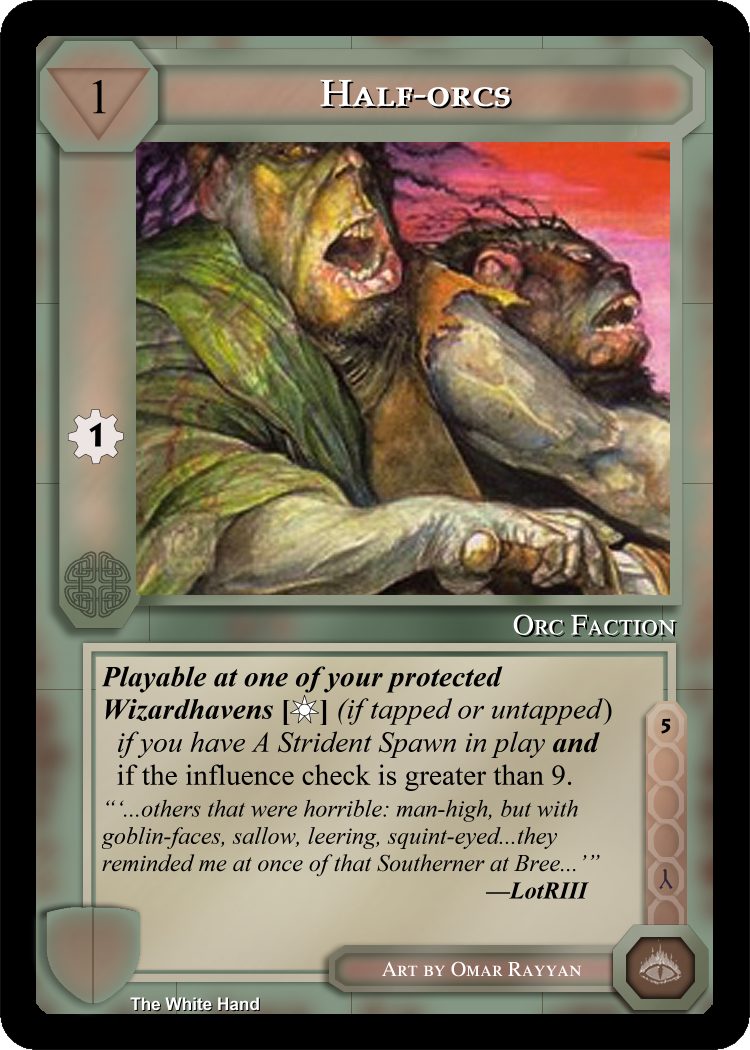 1
Half-orcs
1
Orc Faction
Playable at one of your protected
Wizardhavens [] (if tapped or untapped)
if you have A Strident Spawn in play and
if the influence check is greater than 9.
“‘...others that were horrible: man-high, but with
goblin-faces, sallow, leering, squint-eyed...they
reminded me at once of that Southerner at Bree...’”
—LotRIII
5
Art by Omar Rayyan
The White Hand